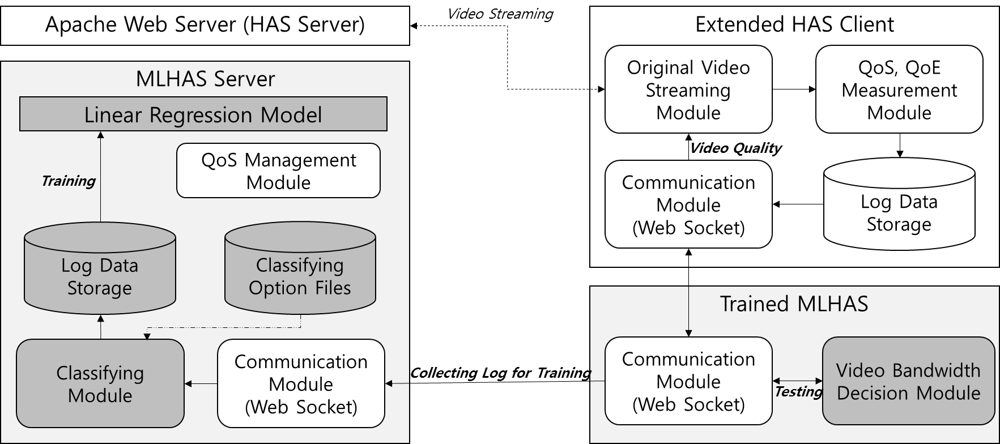 Apache Web Server (HAS Server)
Video Streaming
MLHAS Server
Linear Regression Model
QoS Management
Module
Training
Log Data
Storage
Classifying
Option Files
Classifying
Module
Communication
Module
(Web Socket)
Collecting Log for Training
Extended HAS Client
Original Video
Streaming
Module
QoS, QoE
Measurement
Module
Video Quality
Communication
Module
(Web Socket)
Log Data
Storage
Trained MLHAS
Communication
Module
(Web Socket)
Testing
Video Bandwidth
Decision Module